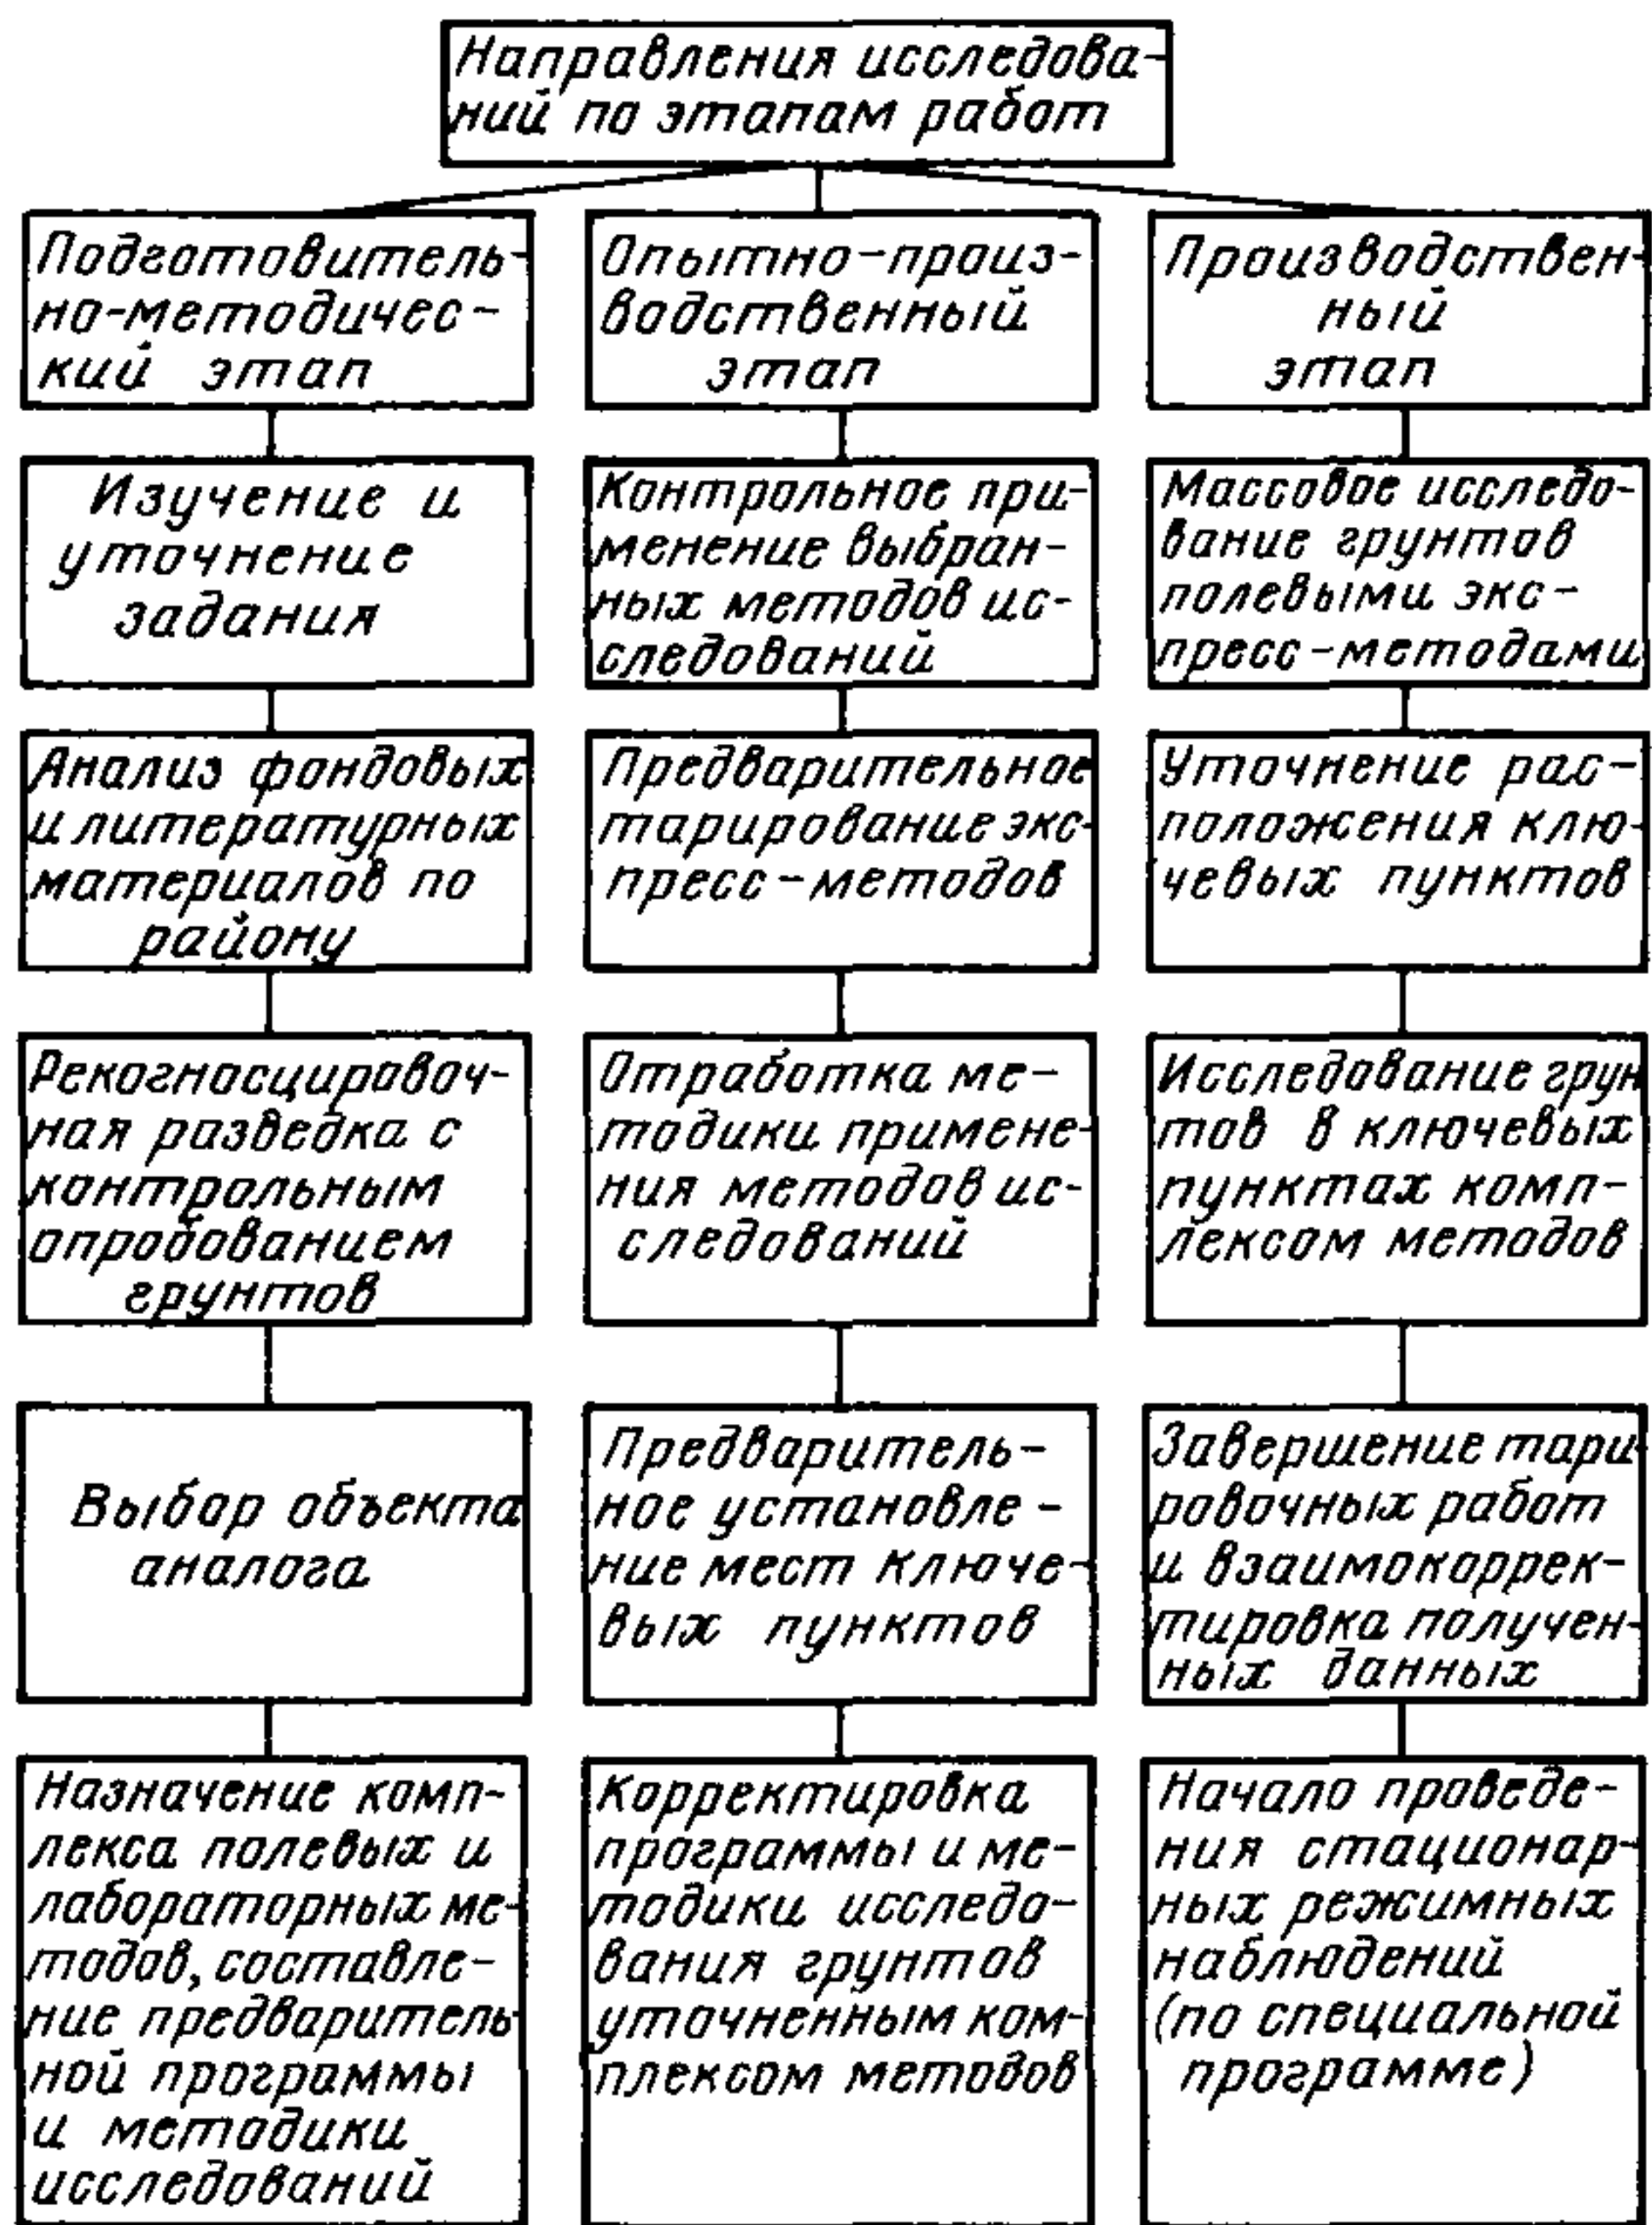 Направления исследова-
ний по этапам работ
Подготовитель-
но-методичес-
кий этап
Изучение и
уточнение
задания
Анализ фондовых
и литературных
материалов по
району
Рекогносцировоч-
ная разведка с
контрольным
опробованием
грунтов
Выбор объекта
аналога
Назначение комп-
лекса полевых и
лабораторных ме-
тодов, составле-
ние предваритель-
ной программы
и методики
исследований
Опытно-произ-
водственный
этап
Контрольное при-
менение выбран-
ных методов ис-
следований
Предварительное
тарирование экс-
пресс-методов
Отработка ме-
тодики примене-
ния методов ис-
следований
Предваритель-
ное установле-
ние мест ключе-
вых пунктов
Корректировка
программы и ме-
тодики исследо-
вания грунтов
уточненным ком-
плексом методов
Производствен-
ный
этап
Массовое исследо-
вание грунтов
полевыми экс-
пресс-методами
Уточнение рас-
положения клю-
чевых пунктов
Исследование грун
тов в ключевых
пунктах комп-
лексом методов
Завершение тари
ровочных работ
и взаимокоррек-
тировка получен-
ных данных
Начало проведе-
ния стационар-
ных режимных
наблюдений
(по специальной
программе)